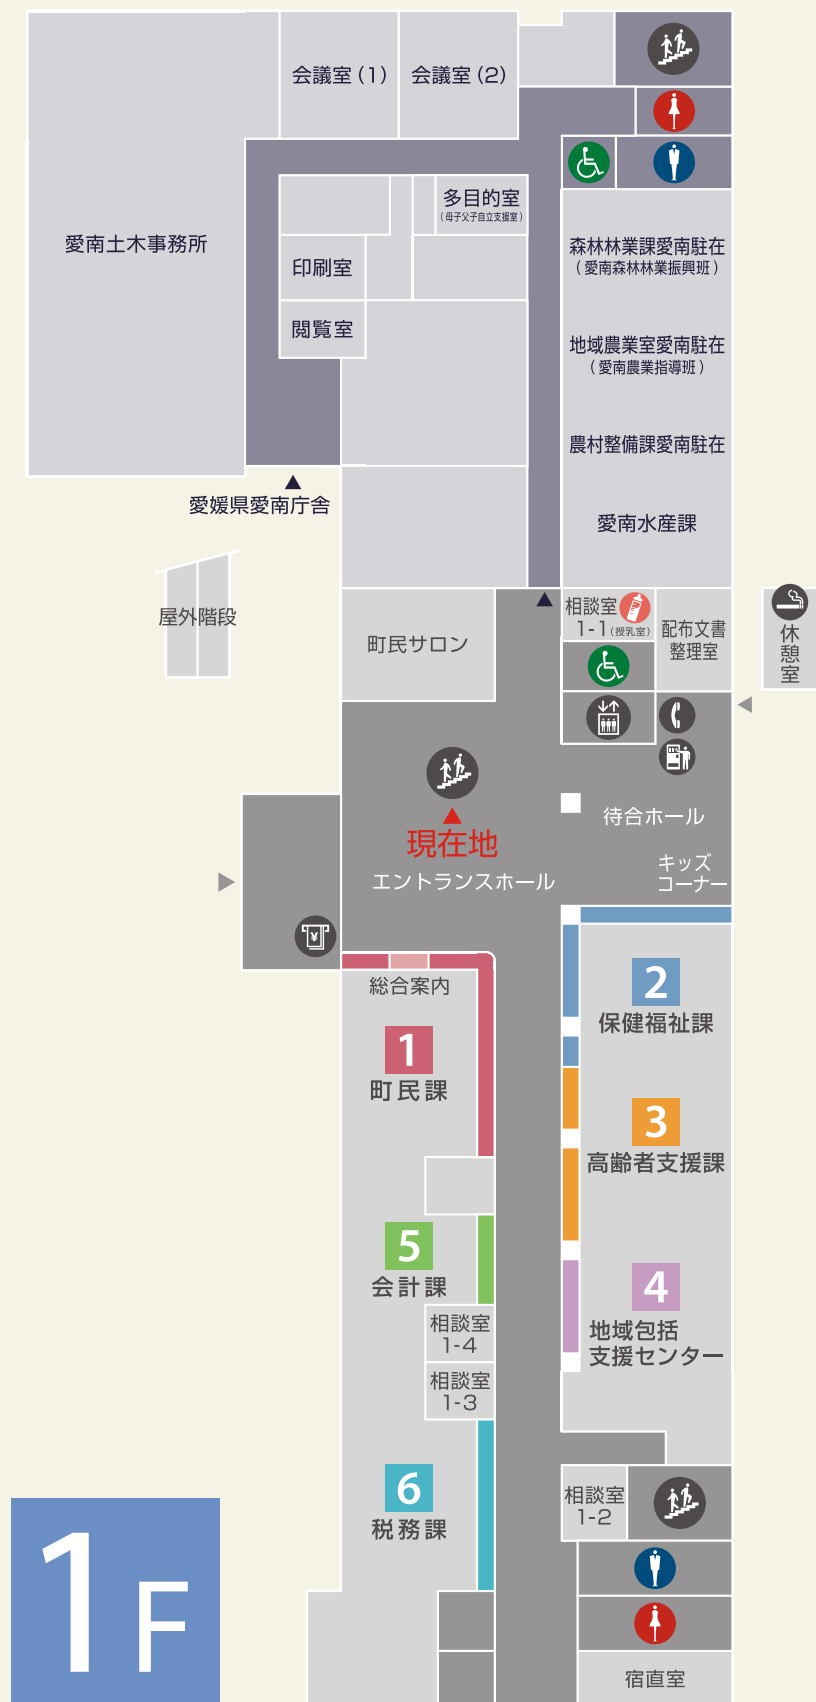 会議室（1）
会議室（2）
多目的室
（母子父子自立支援室）
愛南土木事務所
印刷室
閲覧室
森林林業課愛南駐在
（愛南森林林業振興班）
地域農業室愛南駐在
（愛南農業指導班）
農村整備課愛南駐在
愛南水産課
▲
愛媛県愛南庁舎
屋外階段
町民サロン
相談室
1-1（授乳室）
配布文書
整理室
休憩室
現在地
エントランスホール
待合ホール
キッズ
コーナー
¥
総合案内
1
町民課
2
保健福祉課
3
高齢者支援課
5
会計課
4
地域包括
支援センター
相談室
1-4
相談室
1-3
6
税務課
相談室
1-2
宿直室
1F